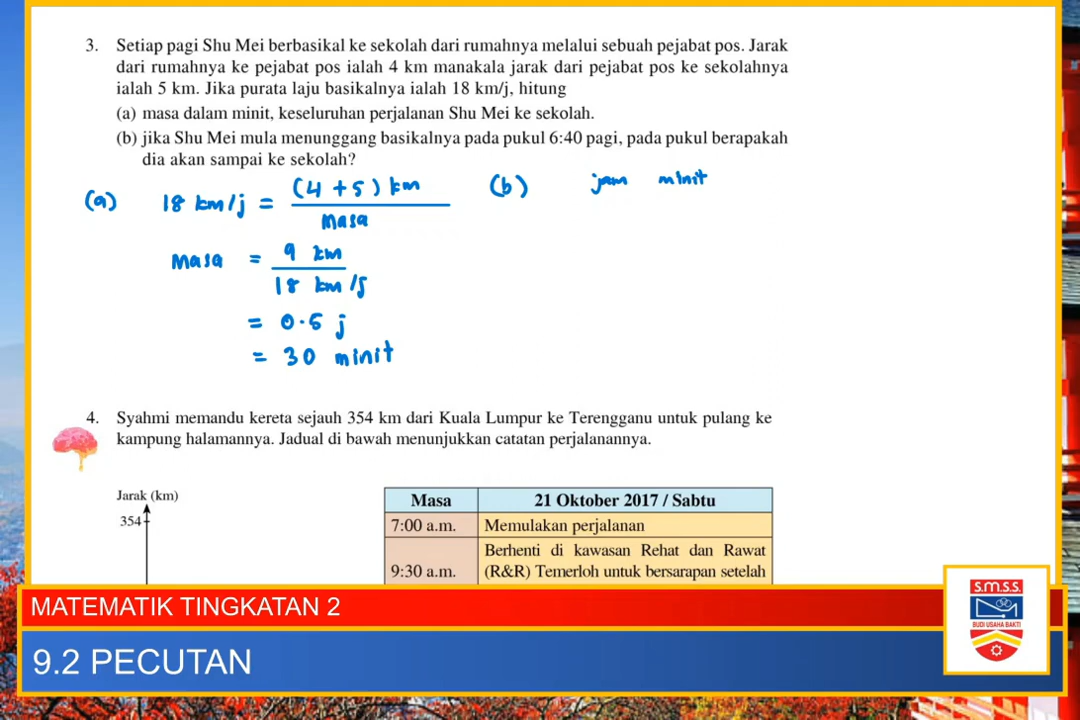 3. Setiap pagi Shu Mei berbasikal ke sekolah dari rumahnya melalui sebuah pejabat pos. Jarak
dari rumahnya ke pejabat pos ialah 4 km manakala jarak dari pejabat pos ke sekolahnya
ialah 5 km. Jika purata laju basikalnya ialah 18 km/j, hitung
(a) masa dalam minit, keseluruhan perjalanan Shu Mei ke sekolah.
(b) jika Shu Mei mula menunggang basikalnya pada pukul 6:40 pagi, pada pukul berapakah
dia akan sampai ke sekolah?
(a) 18 km/j = (4 + 5) km
masa
masa = 9 km
18 km/j
= 0.5 j
= 30 minit
(b) jam minit
4. Syahmi memandu kereta sejauh 354 km dari Kuala Lumpur ke Terengganu untuk pulang ke
kampung halamannya. Jadual di bawah menunjukkan catatan perjalanannya.
Jarak (km)
354
Masa 21 Oktober 2017 / Sabtu
7:00 a.m. Memulakan perjalanan
Berhenti di kawasan Rehat dan Rawat
9:30 a.m. (R&R) Temerloh untuk bersarapan setelah
MATEMATIK TINGKATAN 2
9.2 PECUTAN
S.M.S.S.
BUDI USAHA BAKTI